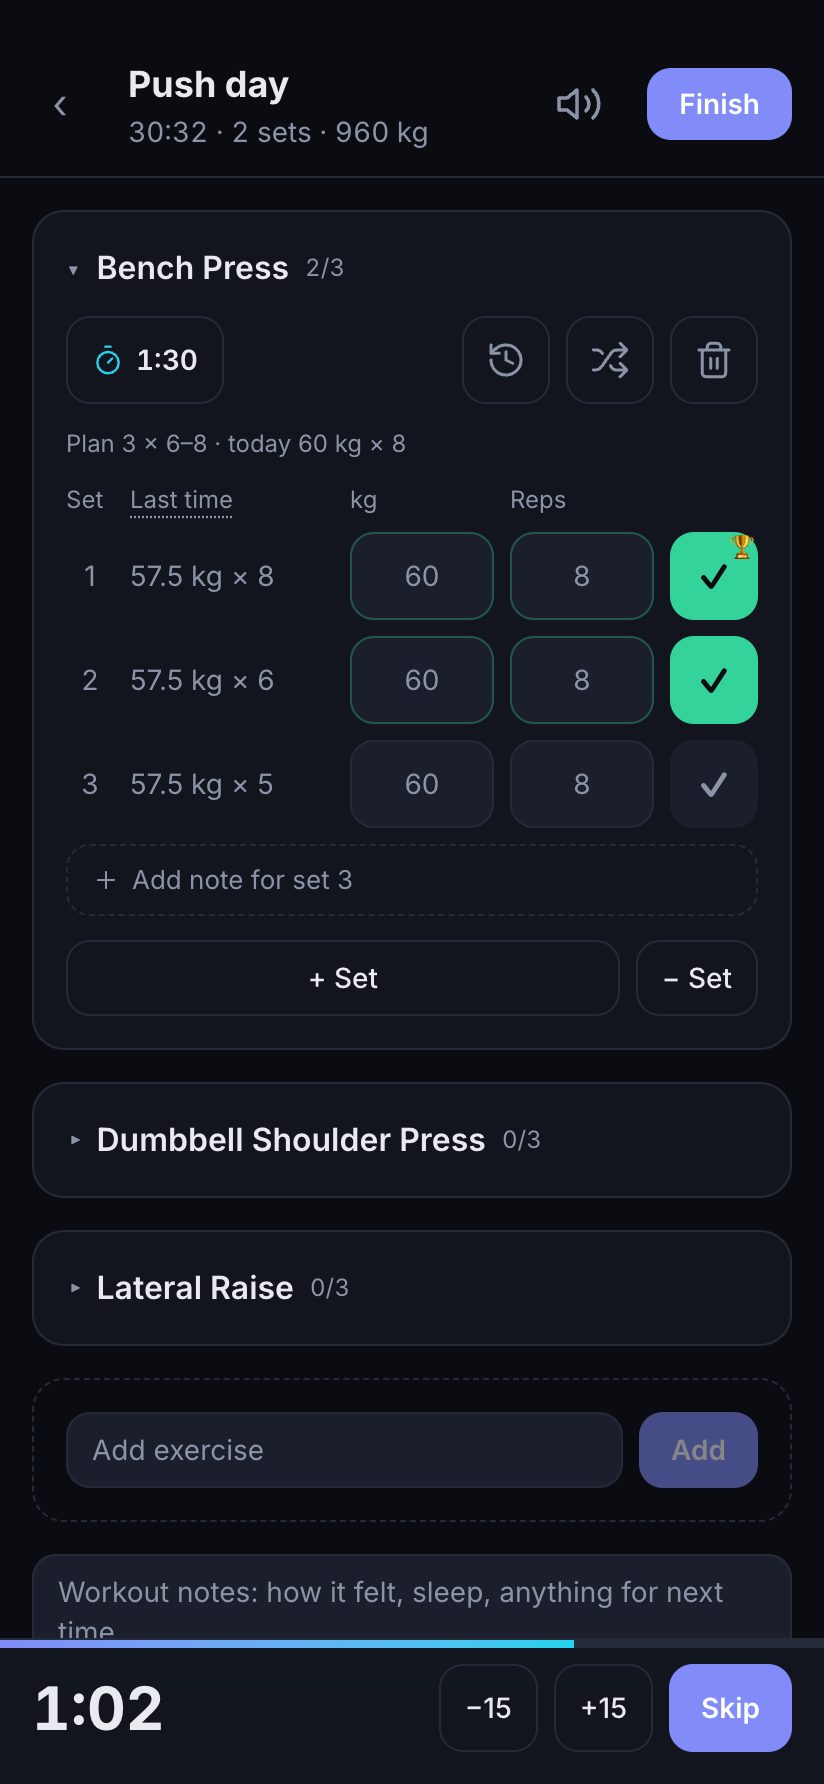 Push day
30:32 · 2 sets · 960 kg
Finish
Bench Press 2/3
1:30
Plan 3 × 6–8 · today 60 kg × 8
Set Last time kg Reps
1 57.5 kg × 8 60 8
2 57.5 kg × 6 60 8
3 57.5 kg × 5 60 8
+ Add note for set 3
+ Set – Set
Dumbbell Shoulder Press 0/3
Lateral Raise 0/3
Add exercise Add
Workout notes: how it felt, sleep, anything for next
time
1:02 −15 +15 Skip